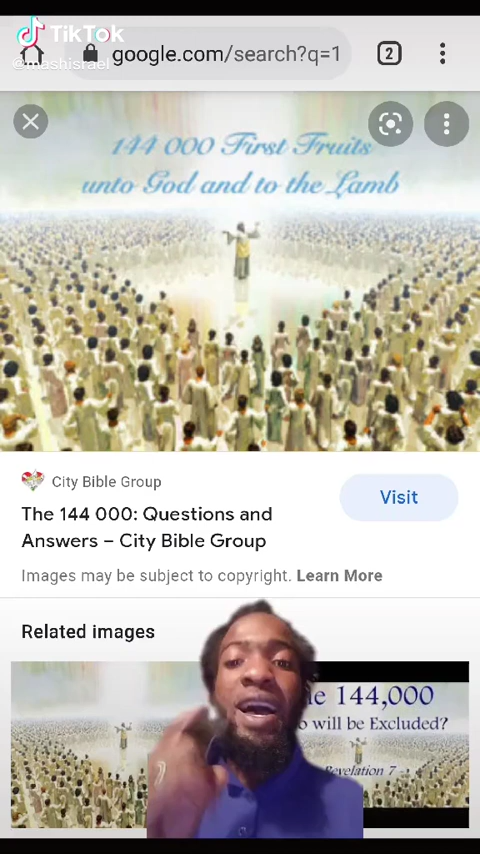 TikTok
@mashisrael
google.com/search?q=1
2
144 000 First Fruits
unto God and to the Lamb
City Bible Group
The 144 000: Questions and
Answers – City Bible Group
Visit
Images may be subject to copyright. Learn More
Related images
144,000
will be Excluded?
Revelation 7